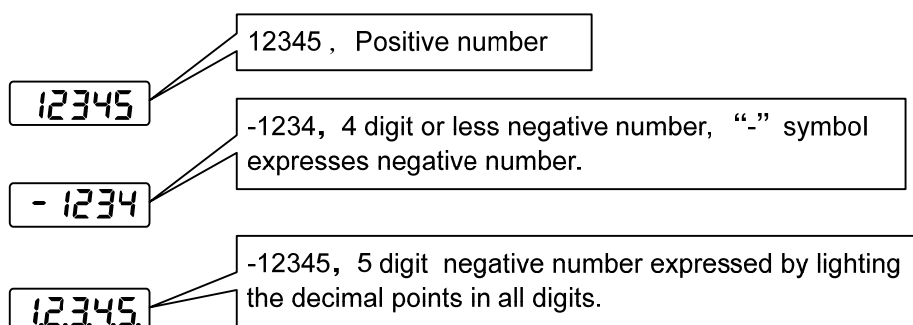 12345， Positive number
12345
-1234，4 digit or less negative number, “-” symbol
expresses negative number.
- 1234
-12345，5 digit negative number expressed by lighting
the decimal points in all digits.
1.2.3.4.5.